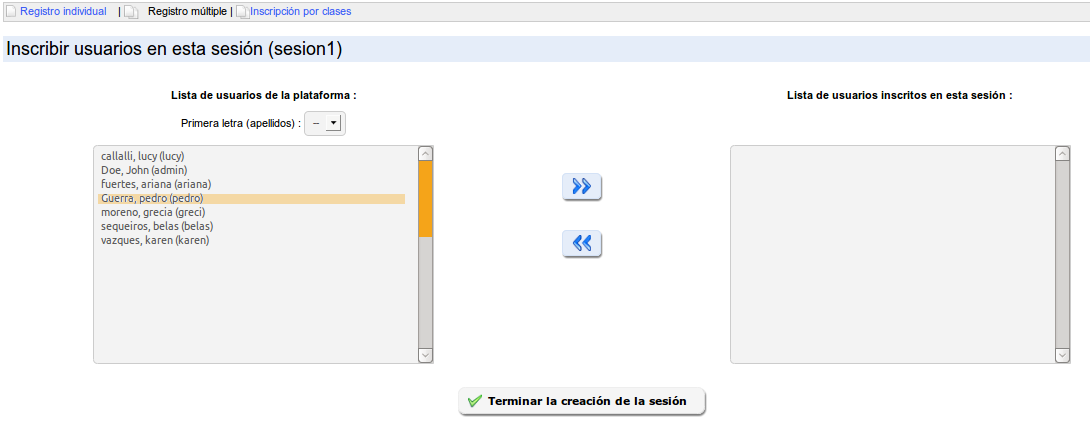 Registro individual | Registro múltiple | Inscripción por clases
Inscribir usuarios en esta sesión (sesion1)
Lista de usuarios de la plataforma :
Lista de usuarios inscritos en esta sesión :
Primera letra (apellidos) : --
callalli, lucy (lucy)
Doe, John (admin)
fuertes, ariana (ariana)
Guerra, pedro (pedro)
moreno, grecia (greci)
sequeiros, belas (belas)
vazques, karen (karen)
Terminar la creación de la sesión